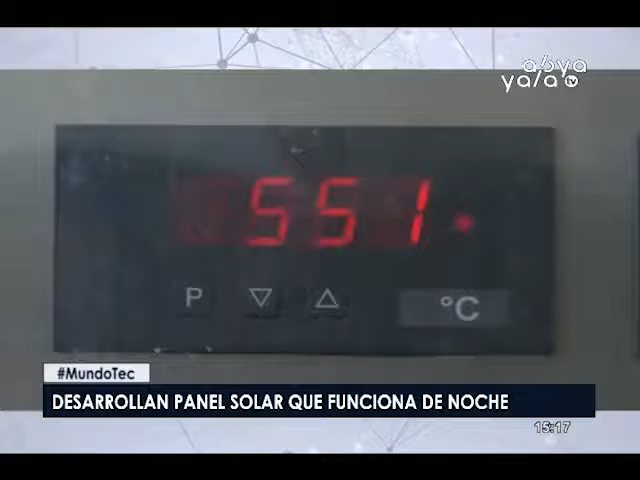 abya
yala tv
551
P
°C
#MundoTec
DESARROLLAN PANEL SOLAR QUE FUNCIONA DE NOCHE
15:17